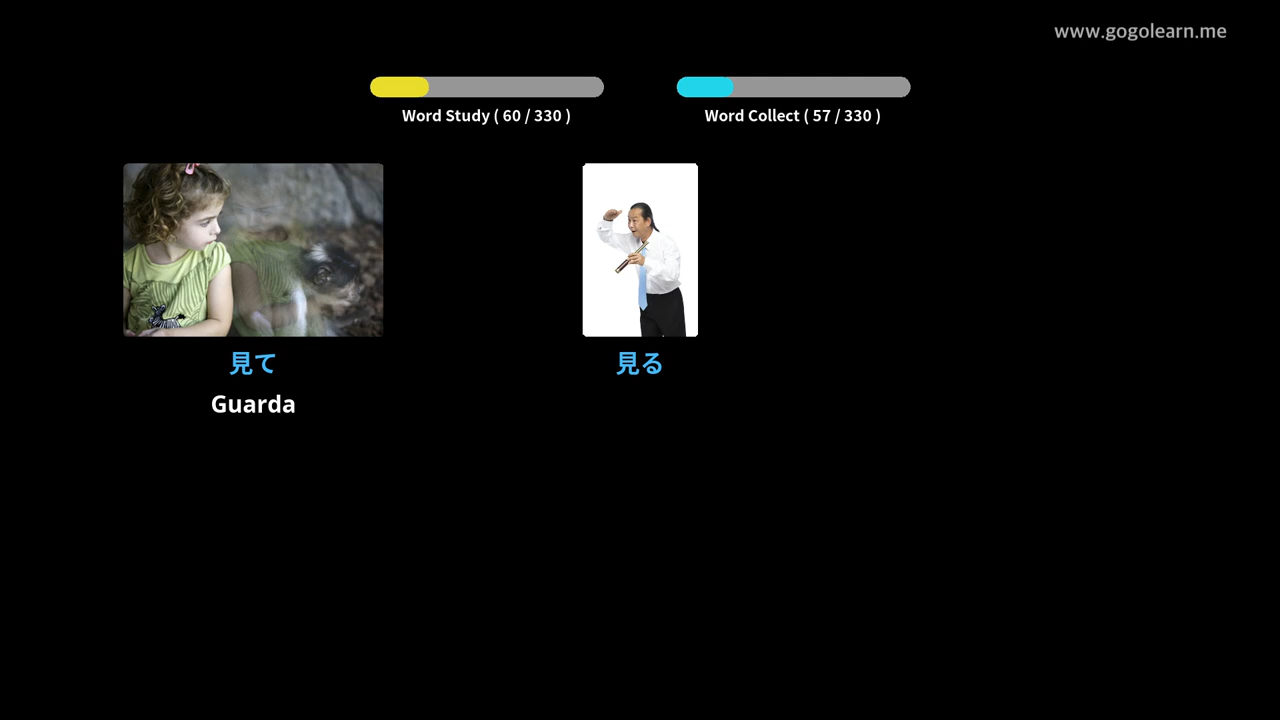 www.gogolearn.me
Word Study ( 60 / 330 )
Word Collect ( 57 / 330 )
見て
見る
Guarda